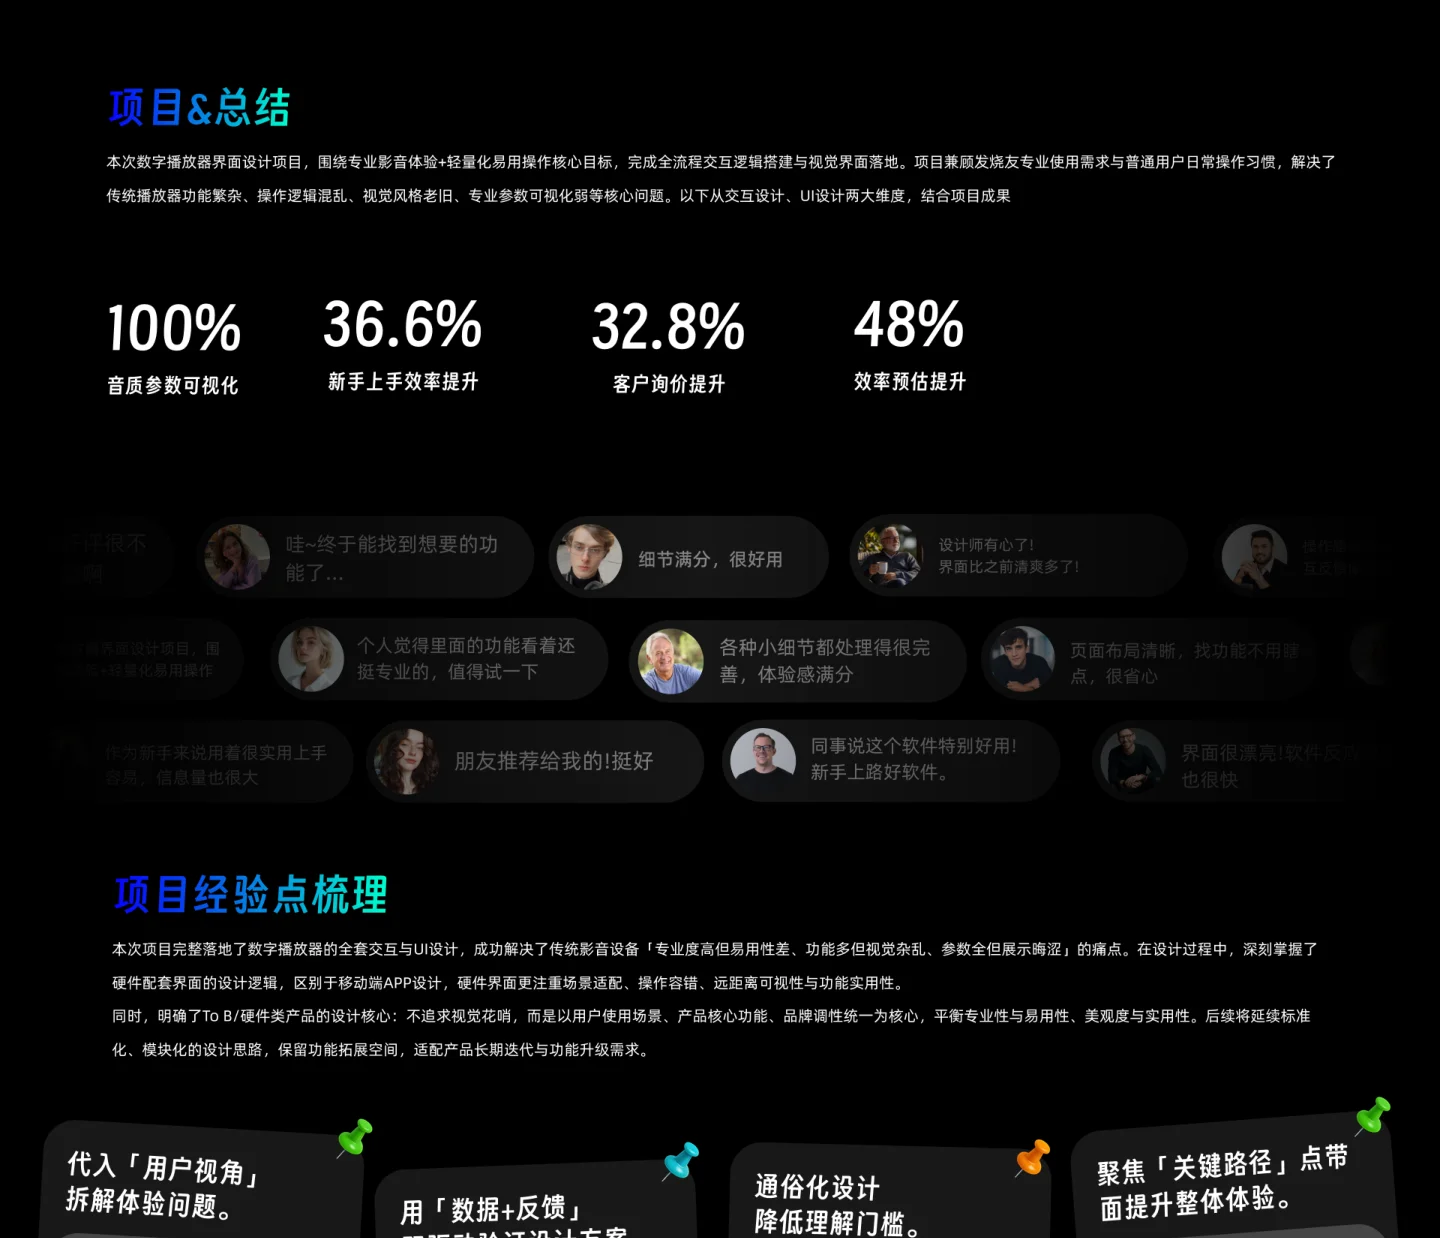 项目&总结
本次数字播放器界面设计项目，围绕专业影音体验+轻量化易用操作核心目标，完成全流程交互逻辑搭建与视觉界面落地。项目兼顾发烧友专业使用需求与普通用户日常操作习惯，解决了
传统播放器功能繁杂、操作逻辑混乱、视觉风格老旧、专业参数可视化弱等核心问题。以下从交互设计、UI设计两大维度，结合项目成果
100%
36.6%
32.8%
48%
音质参数可视化
新手上手效率提升
客户询价提升
效率预估提升
很不
啊
哇~终于能找到想要的功
能了...
细节满分，很好用
设计师有心了!
界面比之前清爽多了!
界面设计项目，围
+轻量化易用操作
个人觉得里面的功能看着还
挺专业的，值得试一下
各种小细节都处理得很完
善，体验感满分
页面布局清晰，找功能不用瞎
点，很省心
作为新手来说用着很实用上手
容易，信息量也很大
朋友推荐给我的!挺好
同事说这个软件特别好用!
新手上路好软件。
界面很漂亮!软件反
也很快
项目经验点梳理
本次项目完整落地了数字播放器的全套交互与UI设计，成功解决了传统影音设备「专业度高但易用性差、功能多但视觉杂乱、参数全但展示晦涩」的痛点。在设计过程中，深刻掌握了
硬件配套界面的设计逻辑，区别于移动端APP设计，硬件界面更注重场景适配、操作容错、远距离可视性与功能实用性。
同时，明确了To B/硬件类产品的设计核心：不追求视觉花哨，而是以用户使用场景、产品核心功能、品牌调性统一为核心，平衡专业性与易用性、美观度与实用性。后续将延续标准
化、模块化的设计思路，保留功能拓展空间，适配产品长期迭代与功能升级需求。
代入「用户视角」
拆解体验问题。
用「数据+反馈」
通俗化设计
降低理解门槛。
聚焦「关键路径」点带
面提升整体体验。